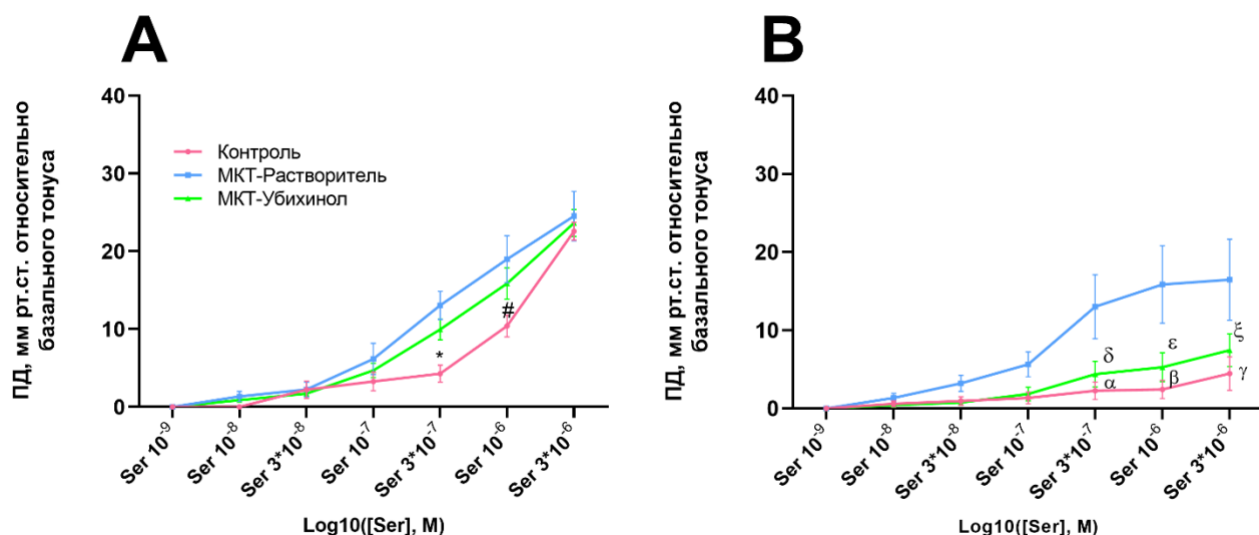 A
ПД, мм рт.ст. относительно
базального тонуса
40
30
20
10
0
Контроль
МКТ-Растворитель
МКТ-Убихинол
*
#
Ser 10⁻⁹
Ser 10⁻⁸
Ser 3*10⁻⁸
Ser 10⁻⁷
Ser 3*10⁻⁷
Ser 10⁻⁶
Ser 3*10⁻⁶
Log10([Ser], M)
B
ПД, мм рт.ст. относительно
базального тонуса
40
30
20
10
0
δ
ε
ξ
α
β
γ
Ser 10⁻⁹
Ser 10⁻⁸
Ser 3*10⁻⁸
Ser 10⁻⁷
Ser 3*10⁻⁷
Ser 10⁻⁶
Ser 3*10⁻⁶
Log10([Ser], M)